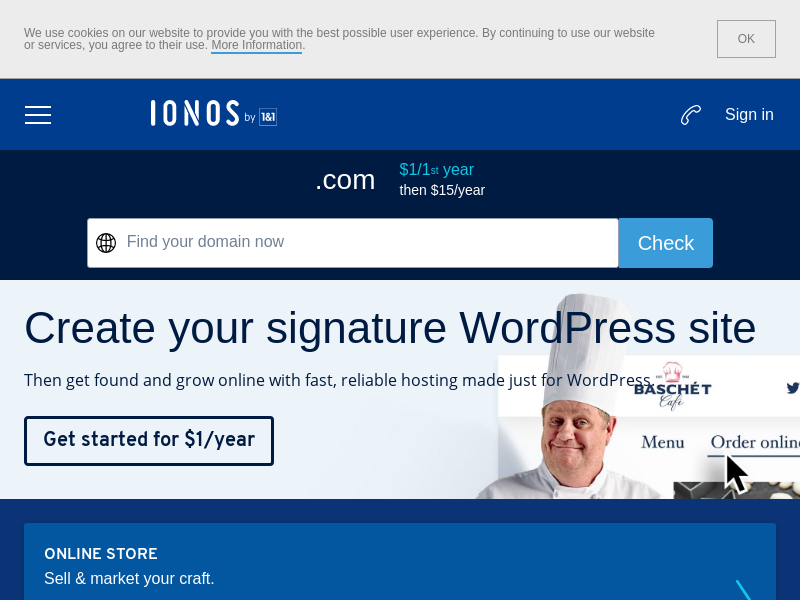 We use cookies on our website to provide you with the best possible user experience. By continuing to use our website
or services, you agree to their use. More Information.
OK
IONOS by 1&1
Sign in
.com
$1/1st year
then $15/year
Find your domain now
Check
Create your signature WordPress site
Then get found and grow online with fast, reliable hosting made just for WordPress.
BASCHÉT
Café
Get started for $1/year
Menu
Order online
ONLINE STORE
Sell & market your craft.